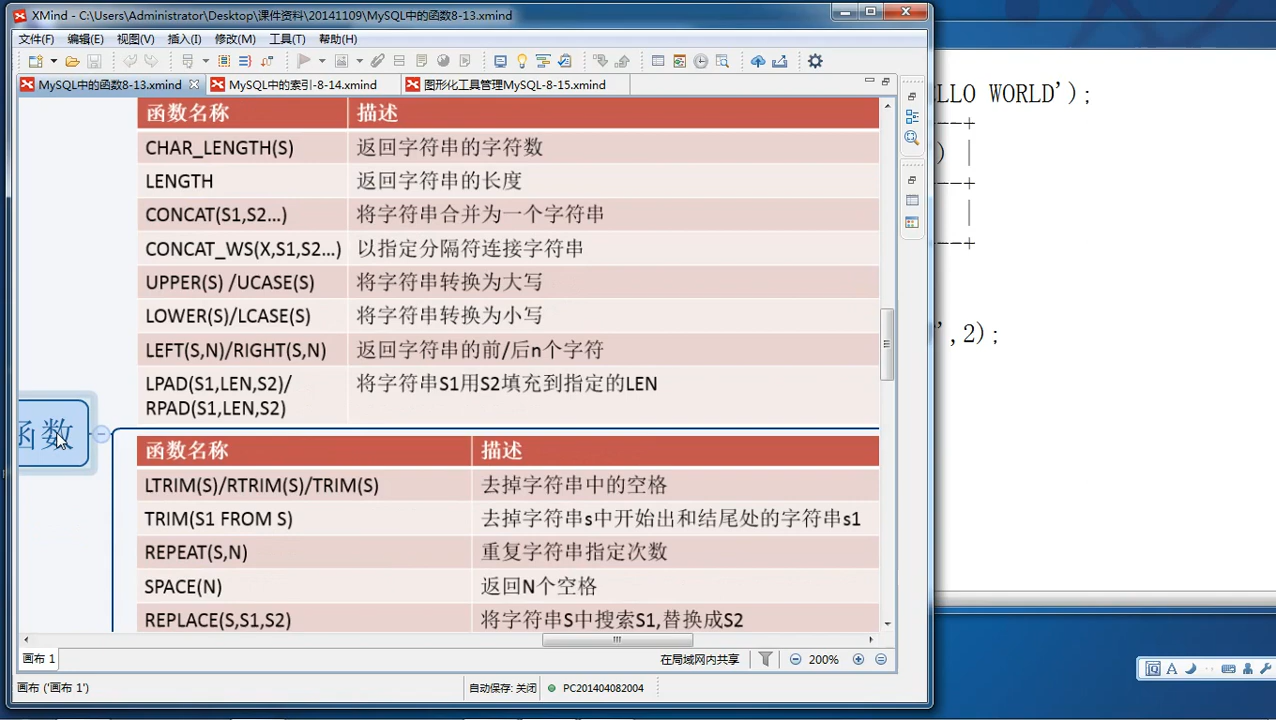 XMind - C:\Users\Administrator\Desktop\课件资料\20141109\MySQL中的函数8-13.xmind
文件(F) 编辑(E) 视图(V) 插入(I) 修改(M) 工具(T) 帮助(H)
MySQL中的函数8-13.xmind MySQL中的索引-8-14.xmind 图形化工具管理MySQL-8-15.xmind
函数名称 描述
CHAR_LENGTH(S) 返回字符串的字符数
LENGTH 返回字符串的长度
CONCAT(S1,S2...) 将字符串合并为一个字符串
CONCAT_WS(X,S1,S2...) 以指定分隔符连接字符串
UPPER(S) /UCASE(S) 将字符串转换为大写
LOWER(S)/LCASE(S) 将字符串转换为小写
LEFT(S,N)/RIGHT(S,N) 返回字符串的前/后n个字符
LPAD(S1,LEN,S2)/ 将字符串S1用S2填充到指定的LEN
RPAD(S1,LEN,S2)
函数
函数名称 描述
LTRIM(S)/RTRIM(S)/TRIM(S) 去掉字符串中的空格
TRIM(S1 FROM S) 去掉字符串s中开始出和结尾处的字符串s1
REPEAT(S,N) 重复字符串指定次数
SPACE(N) 返回N个空格
REPLACE(S,S1,S2) 将字符串S中搜索S1,替换成S2
画布 1 在局域网内共享 200%
画布 ('画布 1') 自动保存: 关闭 PC201404082004
LLO WORLD');
--+
) |
--+
|
--+
',2);